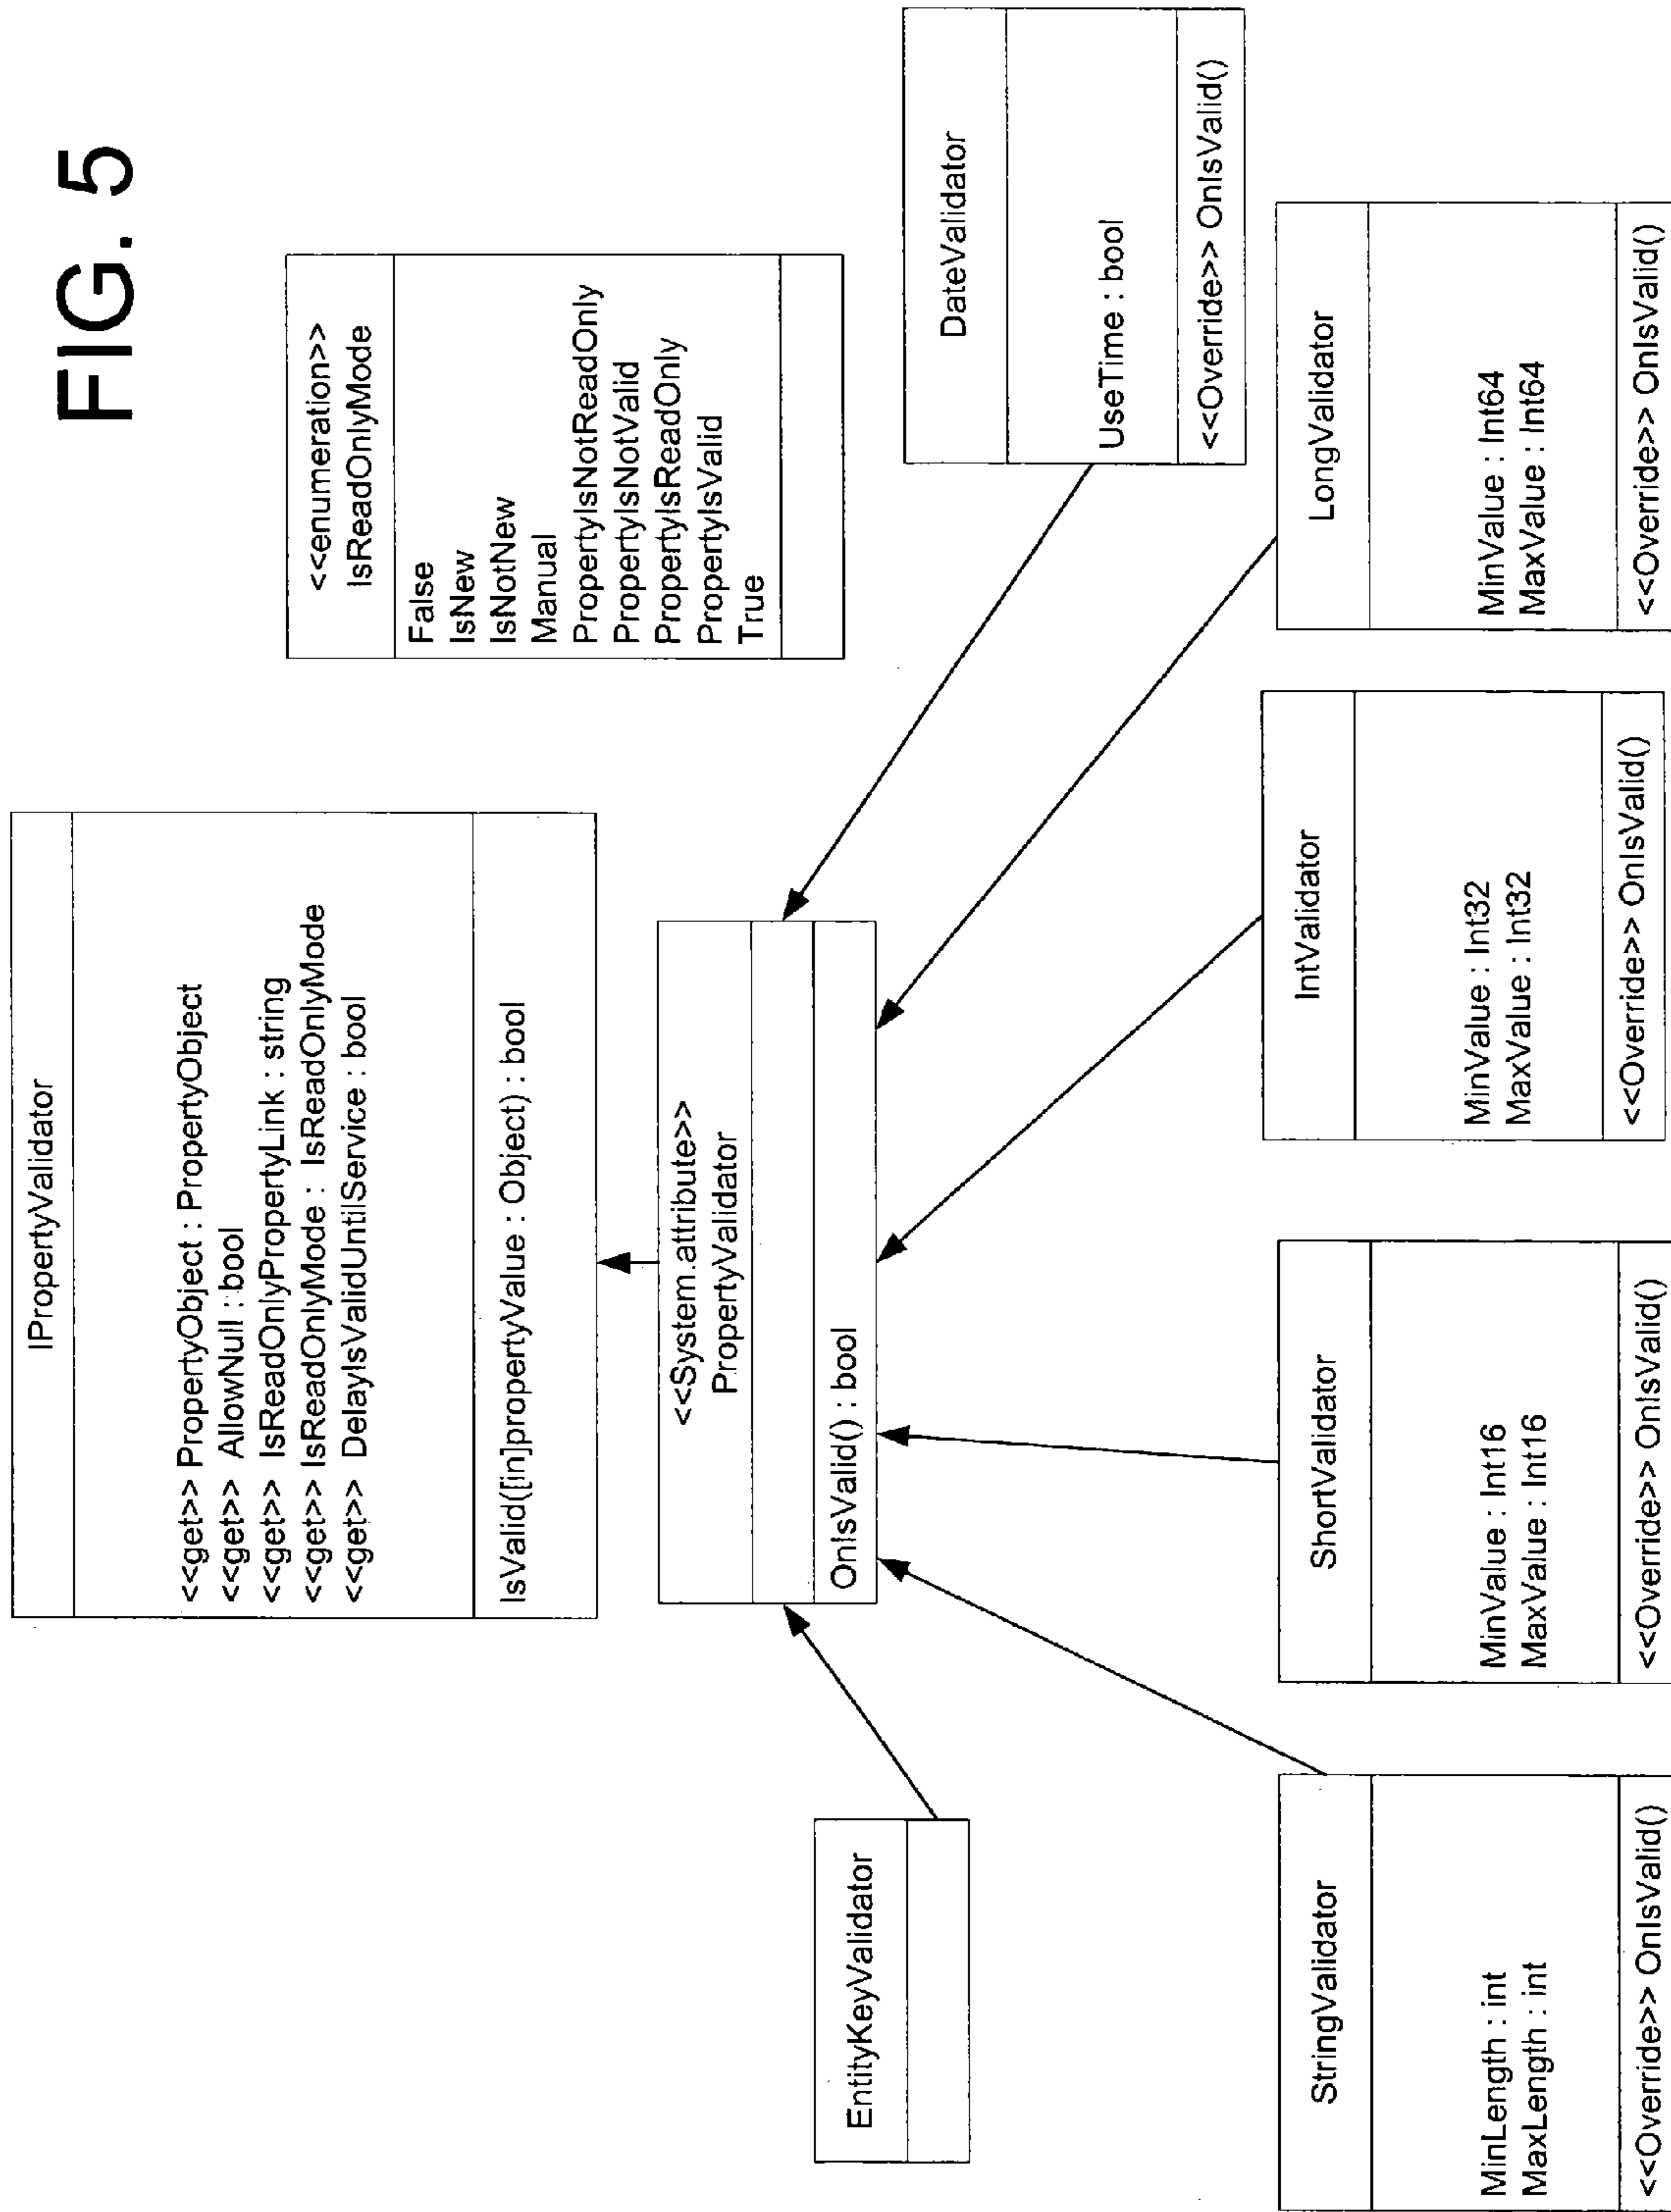 FIG. 5
IPropertyValidator
<<get>> PropertyObject : PropertyObject
<<get>> AllowNull : bool
<<get>> IsReadOnlyPropertyLink : string
<<get>> IsReadOnlyMode : IsReadOnlyMode
<<get>> DelayIsValidUntilService : bool
IsValid([in]propertyValue : Object) : bool
<<enumeration>>
IsReadOnlyMode
False
IsNew
IsNotNew
Manual
PropertyIsNotReadOnly
PropertyIsNotValid
PropertyIsReadOnly
PropertyIsValid
True
<<System.attribute>>
PropertyValidator
OnIsValid() : bool
EntityKeyValidator
DateValidator
UseTime : bool
<<Override>> OnIsValid()
StringValidator
MinLength : int
MaxLength : int
<<Override>> OnIsValid()
ShortValidator
MinValue : Int16
MaxValue : Int16
<<Override>> OnIsValid()
IntValidator
MinValue : Int32
MaxValue : Int32
<<Override>> OnIsValid()
LongValidator
MinValue : Int64
MaxValue : Int64
<<Override>> OnIsValid()